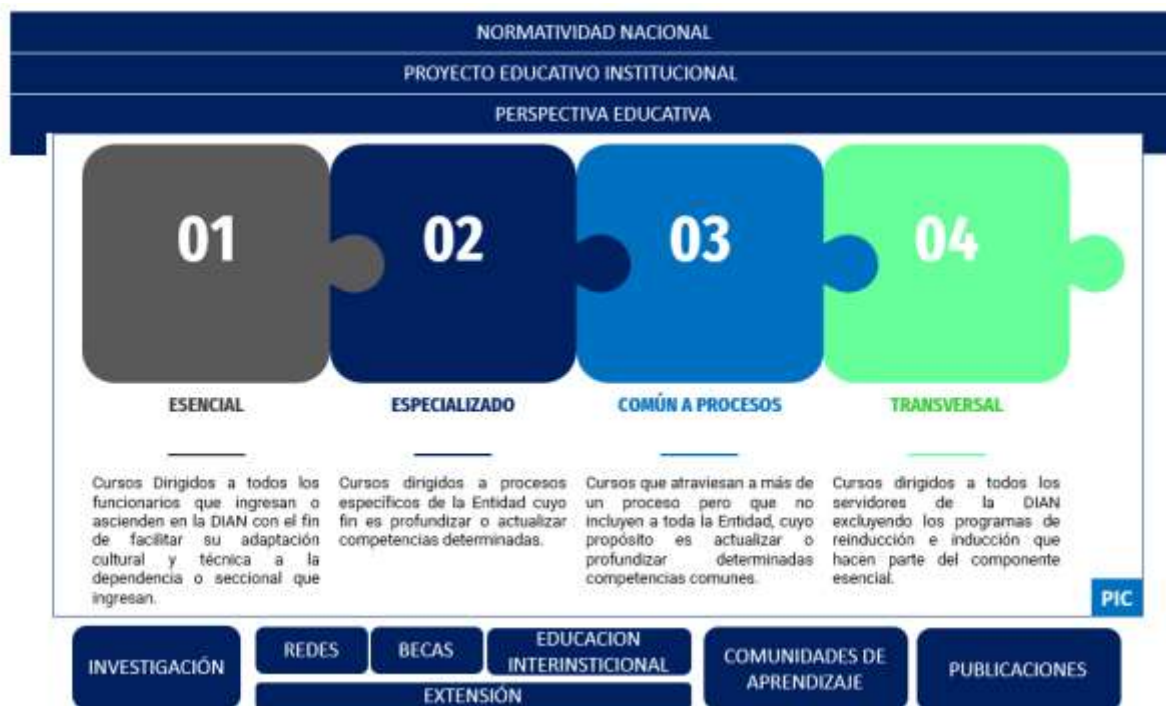 NORMATIVIDAD NACIONAL
PROYECTO EDUCATIVO INSTITUCIONAL
PERSPECTIVA EDUCATIVA
01
02
03
04
ESENCIAL
ESPECIALIZADO
COMÚN A PROCESOS
TRANSVERSAL
Cursos Dirigidos a todos los
funcionarios que ingresan o
ascienden en la DIAN con el fin
de facilitar su adaptación
cultural y técnica a la
dependencia o seccional que
ingresan.
Cursos dirigidos a procesos
específicos de la Entidad cuyo
fin es profundizar o actualizar
competencias determinadas.
Cursos que atraviesan a más de
un proceso pero que no
incluyen a toda la Entidad, cuyo
propósito es actualizar o
profundizar determinadas
competencias comunes.
Cursos dirigidos a todos los
servidores de la DIAN
excluyendo los programas de
reinducción e inducción que
hacen parte del componente
esencial.
PIC
INVESTIGACIÓN
REDES
BECAS
EDUCACION
INTERINSTICIONAL
EXTENSIÓN
COMUNIDADES DE
APRENDIZAJE
PUBLICACIONES